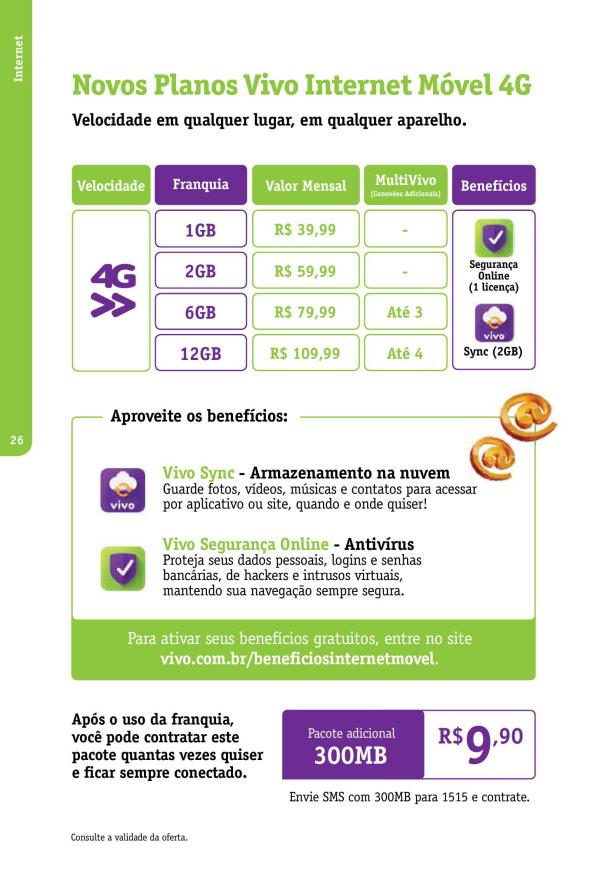 Internet
26
Novos Planos Vivo Internet Móvel 4G
Velocidade em qualquer lugar, em qualquer aparelho.
Velocidade
Franquia
Valor Mensal
MultiVivo
(Conexões Adicionais)
Benefícios
4G
1GB
R$ 39,99
-
2GB
R$ 59,99
-
6GB
R$ 79,99
Até 3
12GB
R$ 109,99
Até 4
Segurança
Online
(1 licença)
vivo
Sync (2GB)
Aproveite os benefícios:
vivo
Vivo Sync - Armazenamento na nuvem
Guarde fotos, vídeos, músicas e contatos para acessar
por aplicativo ou site, quando e onde quiser!
Vivo Segurança Online - Antivírus
Proteja seus dados pessoais, logins e senhas
bancárias, de hackers e intrusos virtuais,
mantendo sua navegação sempre segura.
Para ativar seus benefícios gratuitos, entre no site
vivo.com.br/beneficiosinternetmovel.
Após o uso da franquia,
você pode contratar este
pacote quantas vezes quiser
e ficar sempre conectado.
Pacote adicional
300MB
R$9,90
Envie SMS com 300MB para 1515 e contrate.
Consulte a validade da oferta.